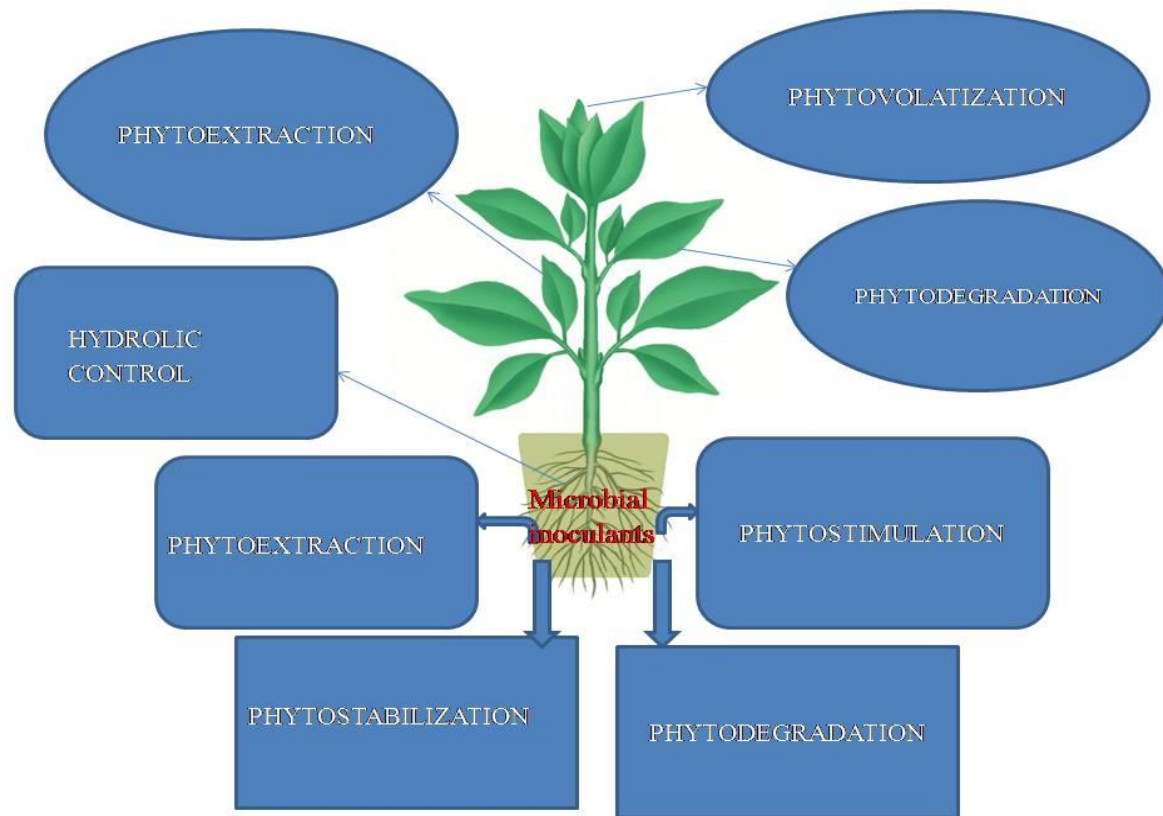 PHYTOVOLATIZATION
PHYTOEXTRACTION
PHYTODEGRADATION
HYDROLIC
CONTROL
Microbial
inoculants
PHYTOEXTRACTION
PHYTOSTIMULATION
PHYTOSTABILIZATION
PHYTODEGRADATION